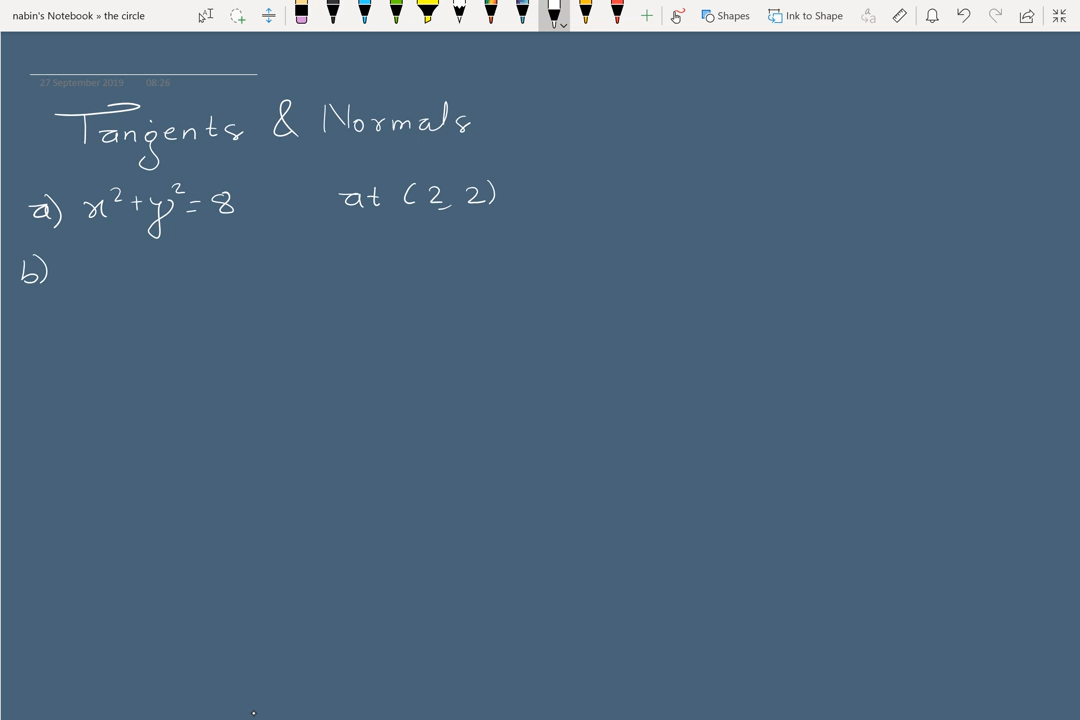 nabin's Notebook » the circle
Shapes
Ink to Shape
27 September 2019 08:26
Tangents & Normals
a) x²+y²=8 at (2, 2)
b)